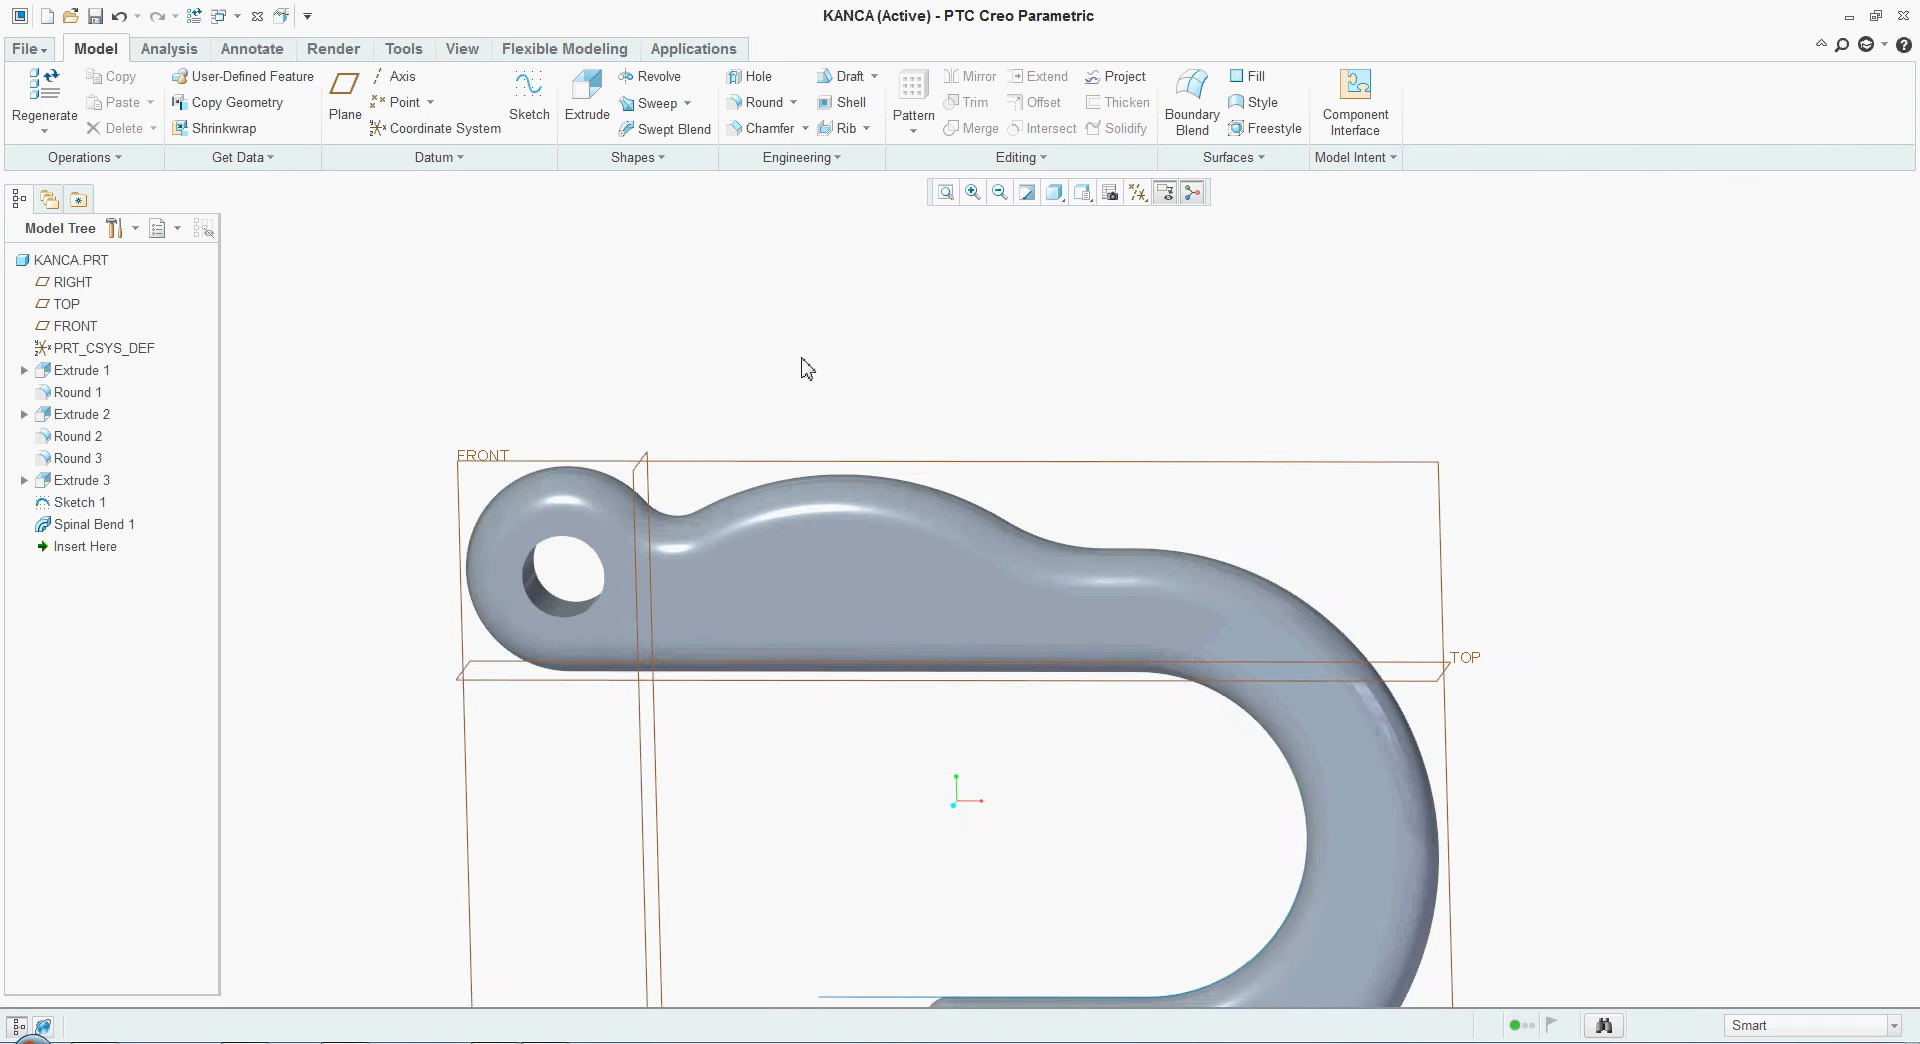 KANCA (Active) - PTC Creo Parametric
File Model Analysis Annotate Render Tools View Flexible Modeling Applications
Regenerate Copy Paste Delete
User-Defined Feature Copy Geometry Shrinkwrap
Plane Axis Point Coordinate System Sketch
Extrude Revolve Sweep Swept Blend
Hole Round Chamfer Draft Shell Rib
Pattern Mirror Trim Merge Extend Offset Intersect Project Thicken Solidify
Boundary Blend Fill Style Freestyle
Component Interface
Operations Get Data Datum Shapes Engineering Editing Surfaces Model Intent
Model Tree
KANCA.PRT
RIGHT
TOP
FRONT
PRT_CSYS_DEF
Extrude 1
Round 1
Extrude 2
Round 2
Round 3
Extrude 3
Sketch 1
Spinal Bend 1
Insert Here
FRONT
TOP
Smart